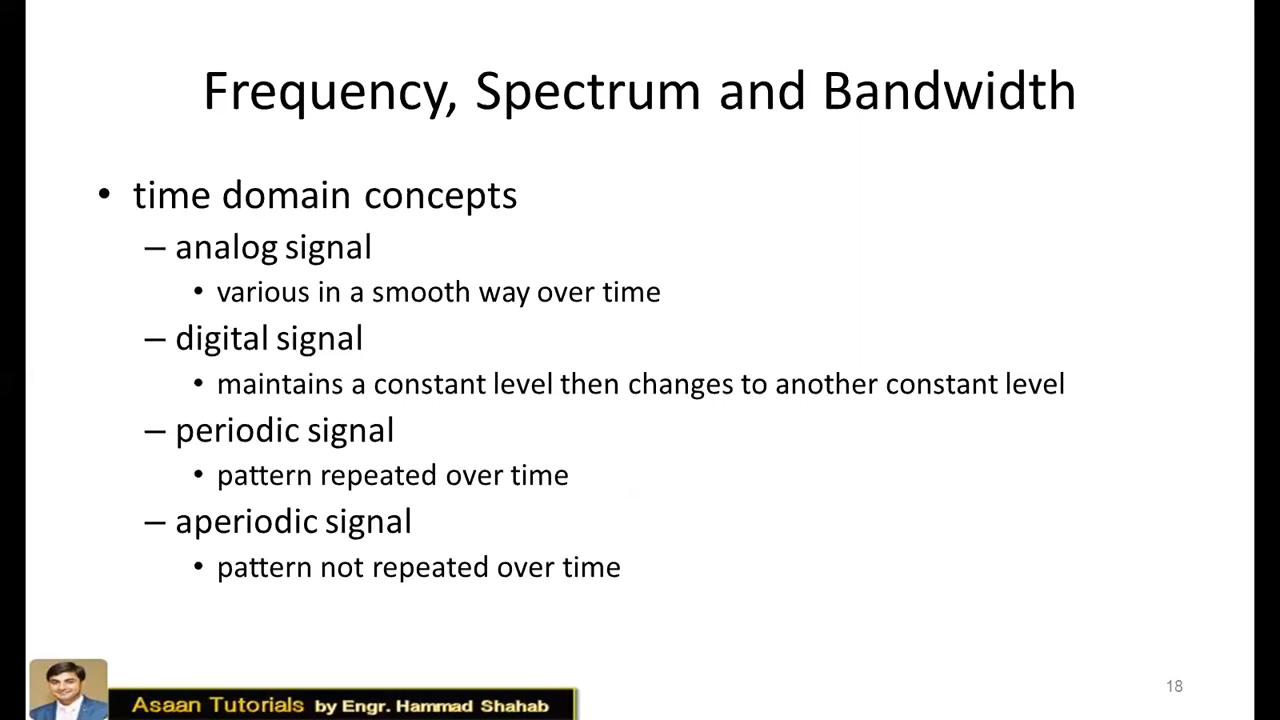 Frequency, Spectrum and Bandwidth
• time domain concepts
– analog signal
• various in a smooth way over time
– digital signal
• maintains a constant level then changes to another constant level
– periodic signal
• pattern repeated over time
– aperiodic signal
• pattern not repeated over time
18
Asaan Tutorials by Engr. Hammad Shahab